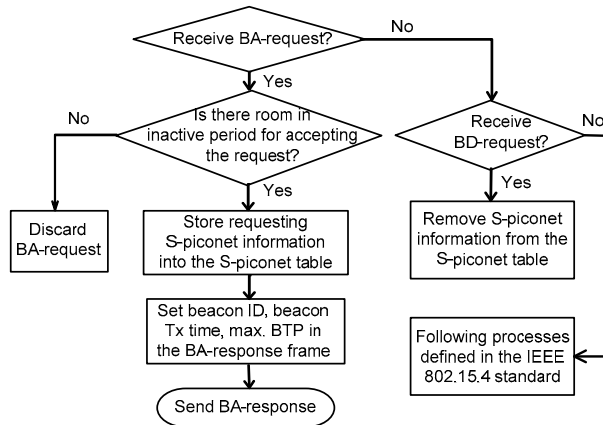 Receive BA-request?
No
Yes
Is there room in
inactive period for accepting
the request?
No
Receive
BD-request?
No
Yes
Yes
Discard
BA-request
Store requesting
S-piconet information
into the S-piconet table
Remove S-piconet
information from the
S-piconet table
Set beacon ID, beacon
Tx time, max. BTP in
the BA-response frame
Following processes
defined in the IEEE
802.15.4 standard
Send BA-response